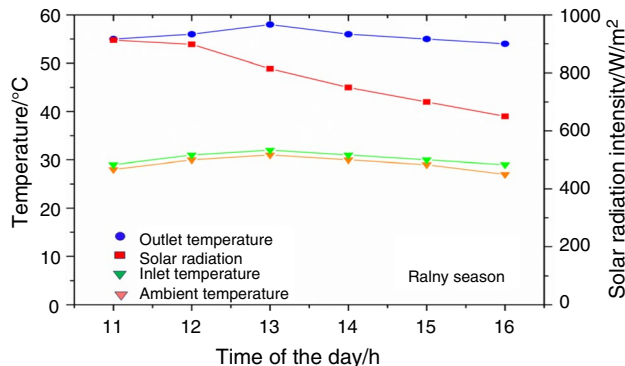 60
50
40
30
20
10
0
Temperature/°C
1000
800
600
400
200
0
Solar radiation intensity/W/m²
Outlet temperature
Solar radiation
Inlet temperature
Ambient temperature
Ralny season
11 12 13 14 15 16
Time of the day/h